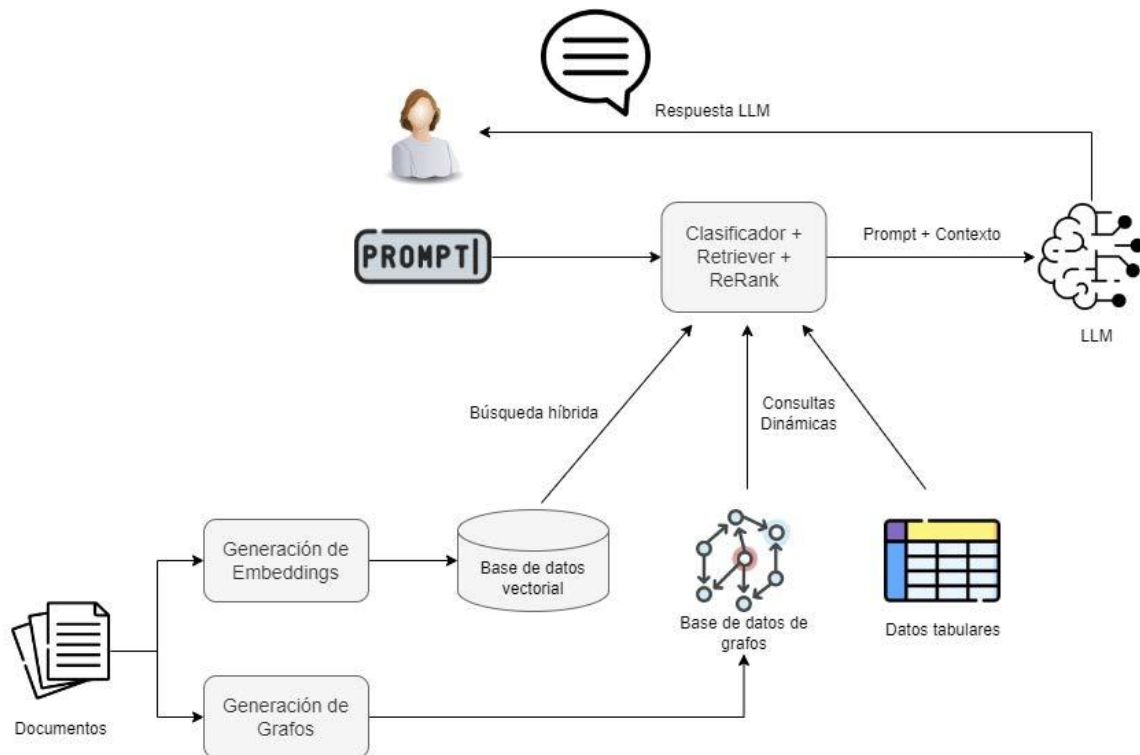 Respuesta LLM
PROMPT
Clasificador +
Retriever +
ReRank
Prompt + Contexto
LLM
Búsqueda híbrida
Consultas
Dinámicas
Generación de
Embeddings
Base de datos
vectorial
Base de datos de
grafos
Datos tabulares
Documentos
Generación de
Grafos